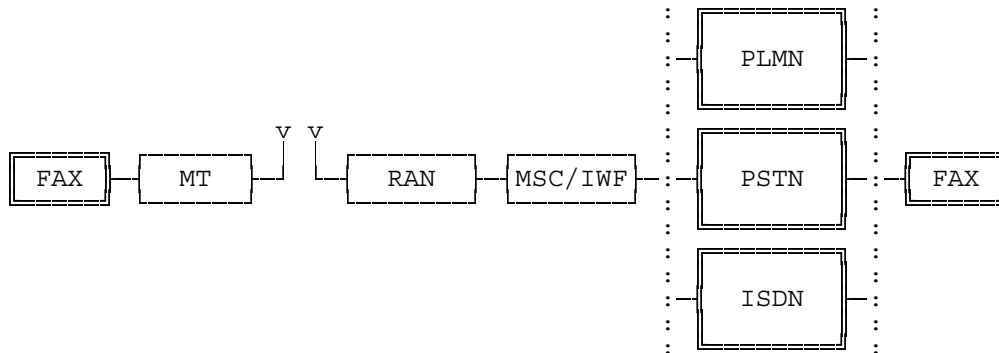 PLMN
v v
FAX MT RAN MSC/IWF PSTN FAX
ISDN